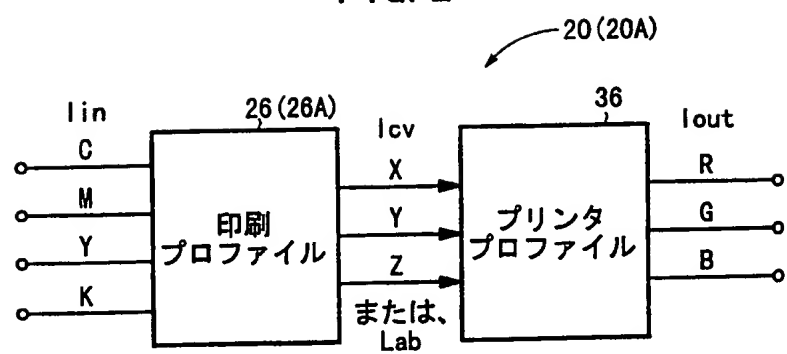 20(20A)
Iin
26(26A)
Icv
36
Iout
C
M
Y
K
印刷
プロファイル
X
Y
Z
または、
Lab
プリンタ
プロファイル
R
G
B